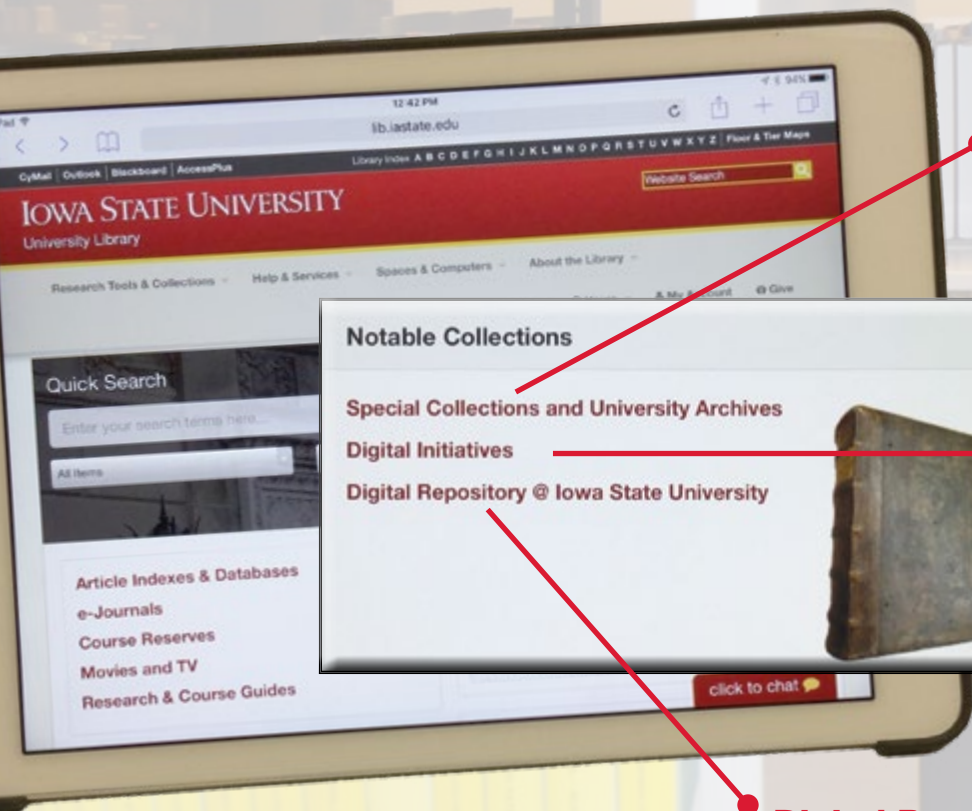 12:42 PM
94%
lib.iastate.edu
CyMail | Outlook | Blackboard | AccessPlus
Library Index A B C D E F G H I J K L M N O P Q R S T U V W X Y Z | Floor & Tier Maps
IOWA STATE UNIVERSITY
University Library
Website Search
Research Tools & Collections
Help & Services
Spaces & Computers
About the Library
& My Account
Give
Quick Search
Enter your search terms here...
All Items
Article Indexes & Databases
e-Journals
Course Reserves
Movies and TV
Research & Course Guides
Notable Collections
Special Collections and University Archives
Digital Initiatives
Digital Repository @ Iowa State University
click to chat